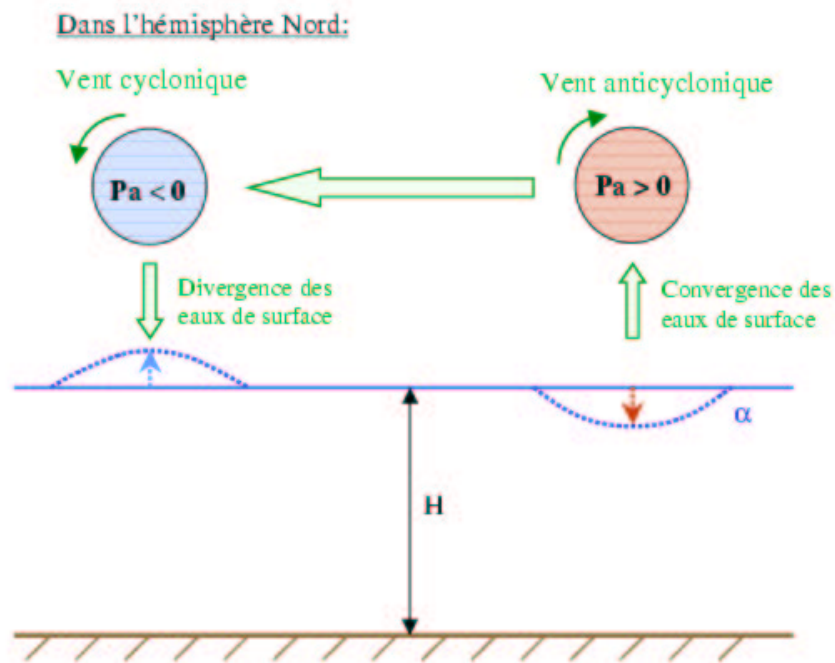 Dans l'hémisphère Nord:
Vent cyclonique
Vent anticyclonique
Pa < 0
Pa > 0
Divergence des
eaux de surface
Convergence des
eaux de surface
α
H